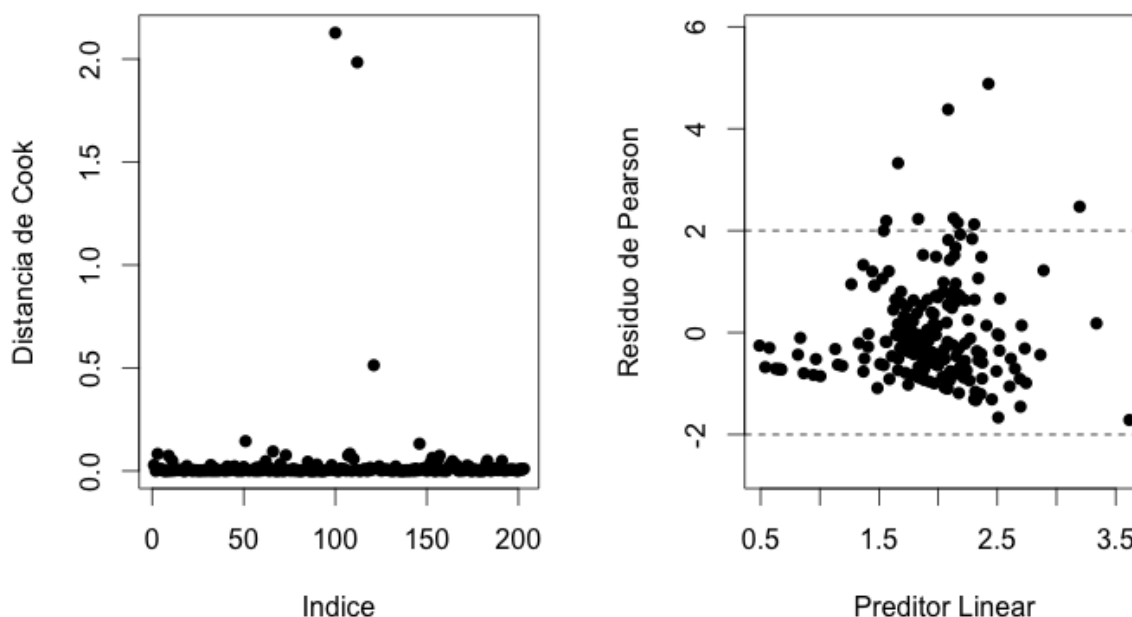 Distancia de Cook
2.0
1.5
1.0
0.5
0.0
0 50 100 150 200
Indice
Residuo de Pearson
6
4
2
0
-2
0.5 1.5 2.5 3.5
Preditor Linear